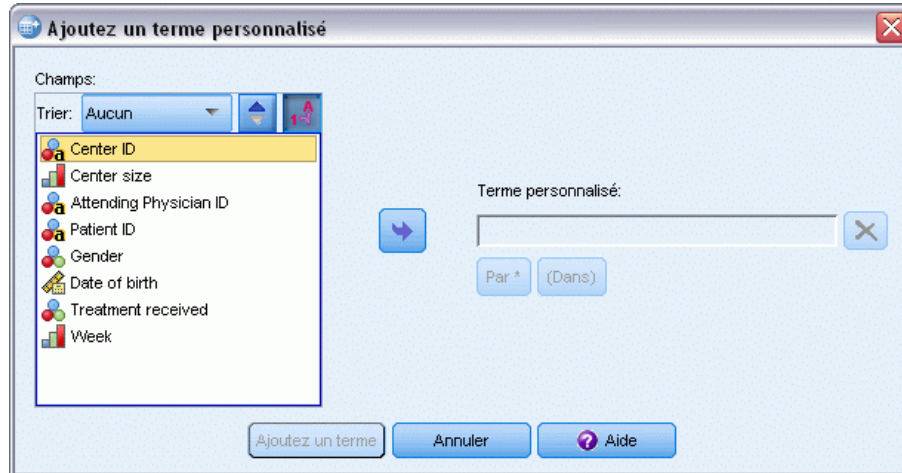 Ajoutez un terme personnalisé
Champs:
Trier: Aucun
Center ID
Center size
Attending Physician ID
Patient ID
Gender
Date of birth
Treatment received
Week
Terme personnalisé:
Par * (Dans)
Ajoutez un terme Annuler Aide